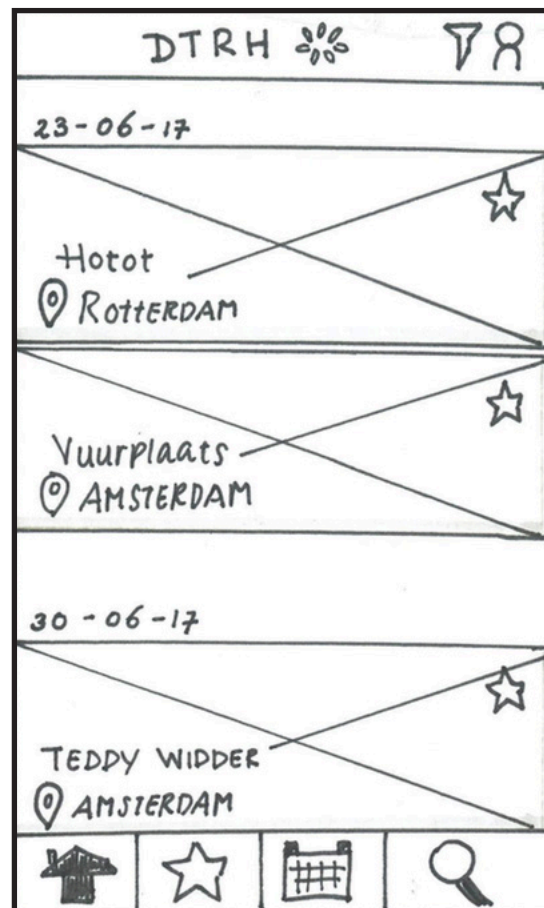 DTRH
23-06-17
Hotot
ROTTERDAM
Vuurplaats
AMSTERDAM
30-06-17
TEDDY WIDDER
AMSTERDAM